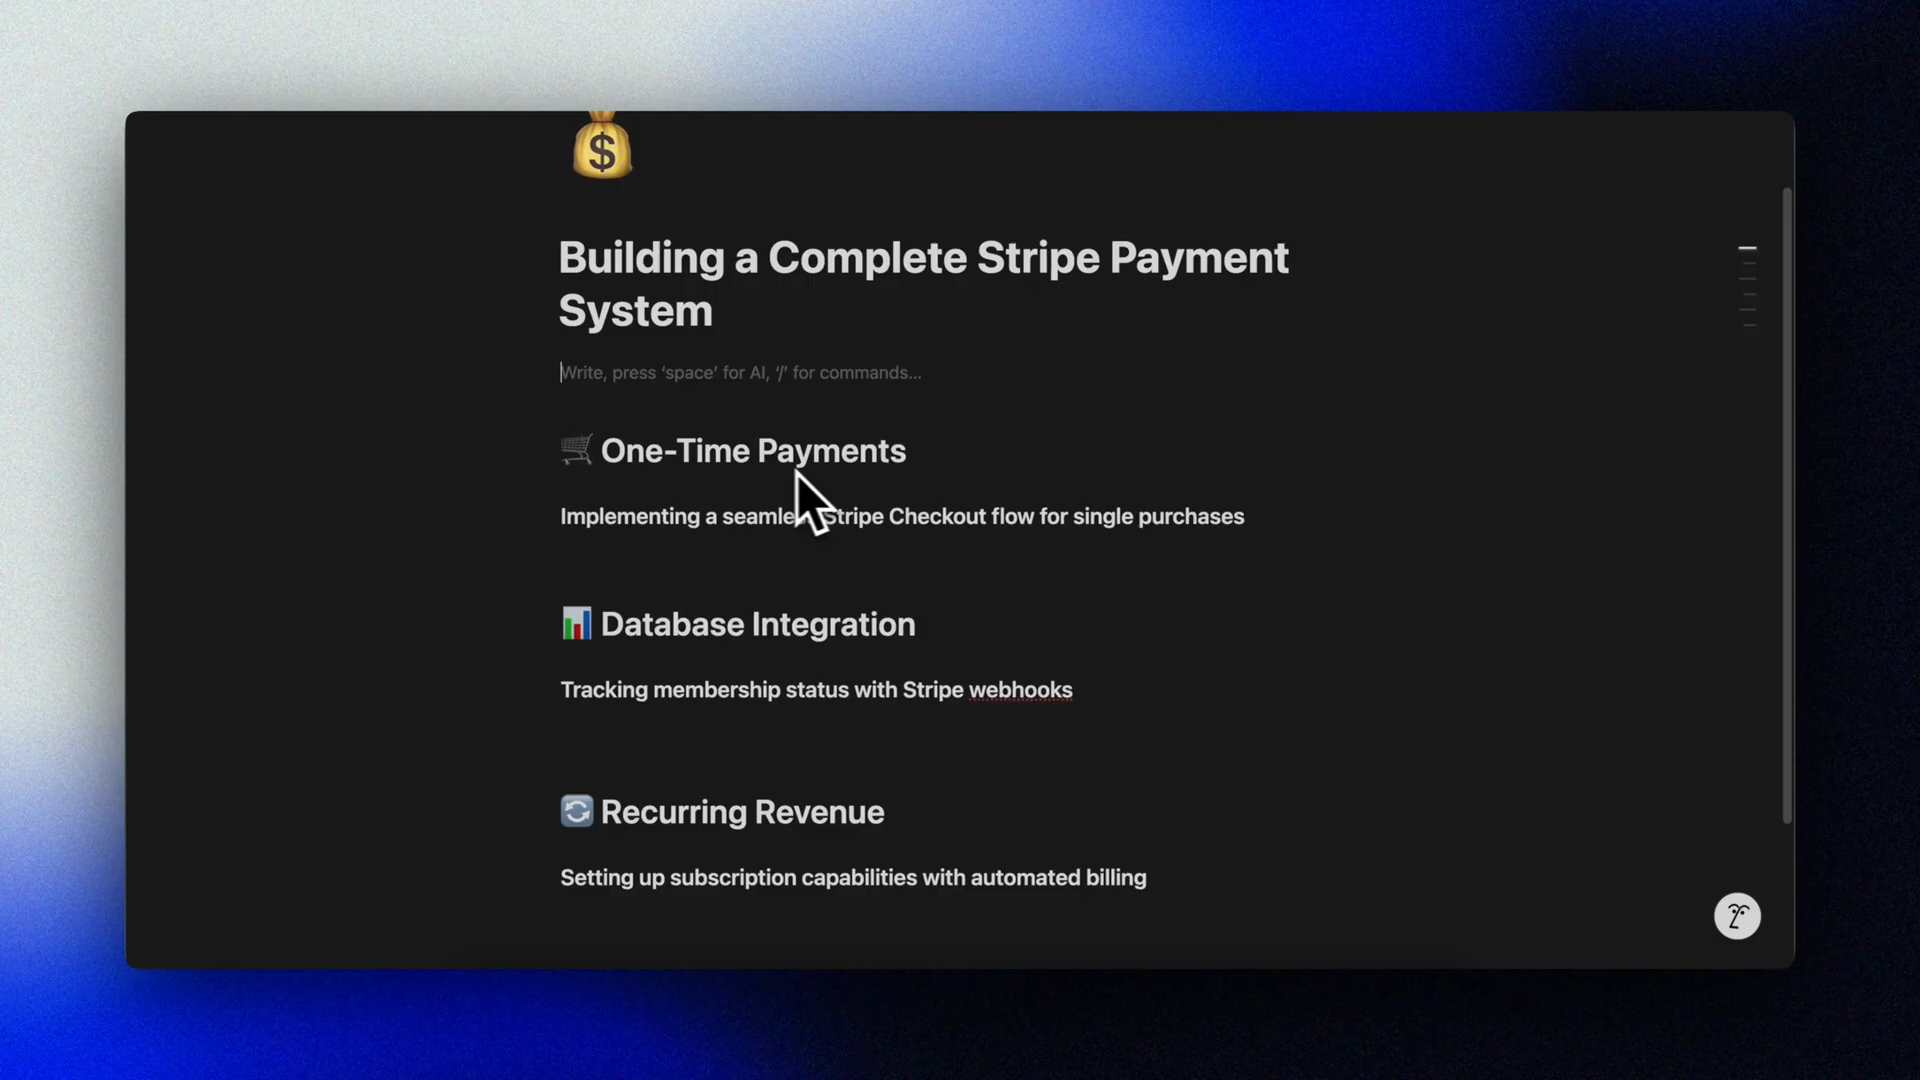 Building a Complete Stripe Payment
System
Write, press ‘space’ for AI, ‘/’ for commands...
One-Time Payments
Implementing a seamle Stripe Checkout flow for single purchases
Database Integration
Tracking membership status with Stripe webhooks
Recurring Revenue
Setting up subscription capabilities with automated billing